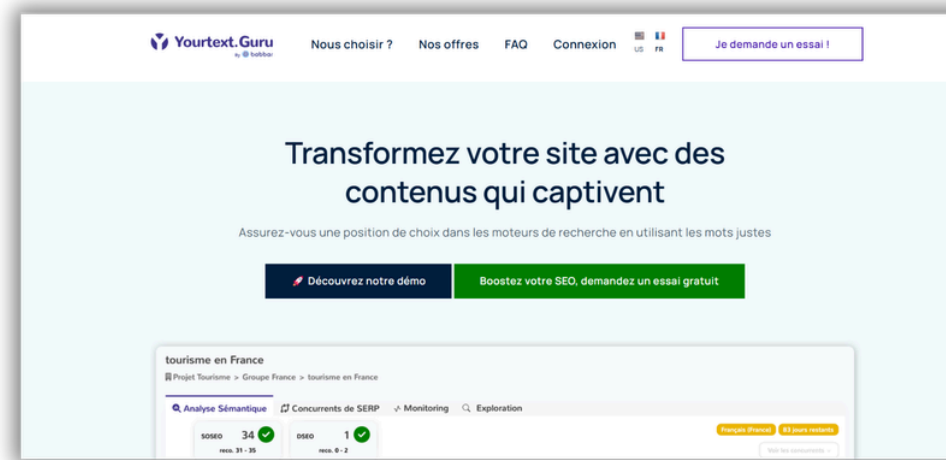 Yourtext.Guru
by babbar
Nous choisir ?
Nos offres
FAQ
Connexion
US
FR
Je demande un essai !
Transformez votre site avec des
contenus qui captivent
Assurez-vous une position de choix dans les moteurs de recherche en utilisant les mots justes
Découvrez notre démo
Boostez votre SEO, demandez un essai gratuit
tourisme en France
Projet Tourisme > Groupe France > tourisme en France
Analyse Sémantique
Concurrents de SERP
Monitoring
Exploration
SOSEO 34
reco. 31 - 35
DSEO 1
reco. 0 - 2
Français (France)
83 jours restants
Voir les concurrents